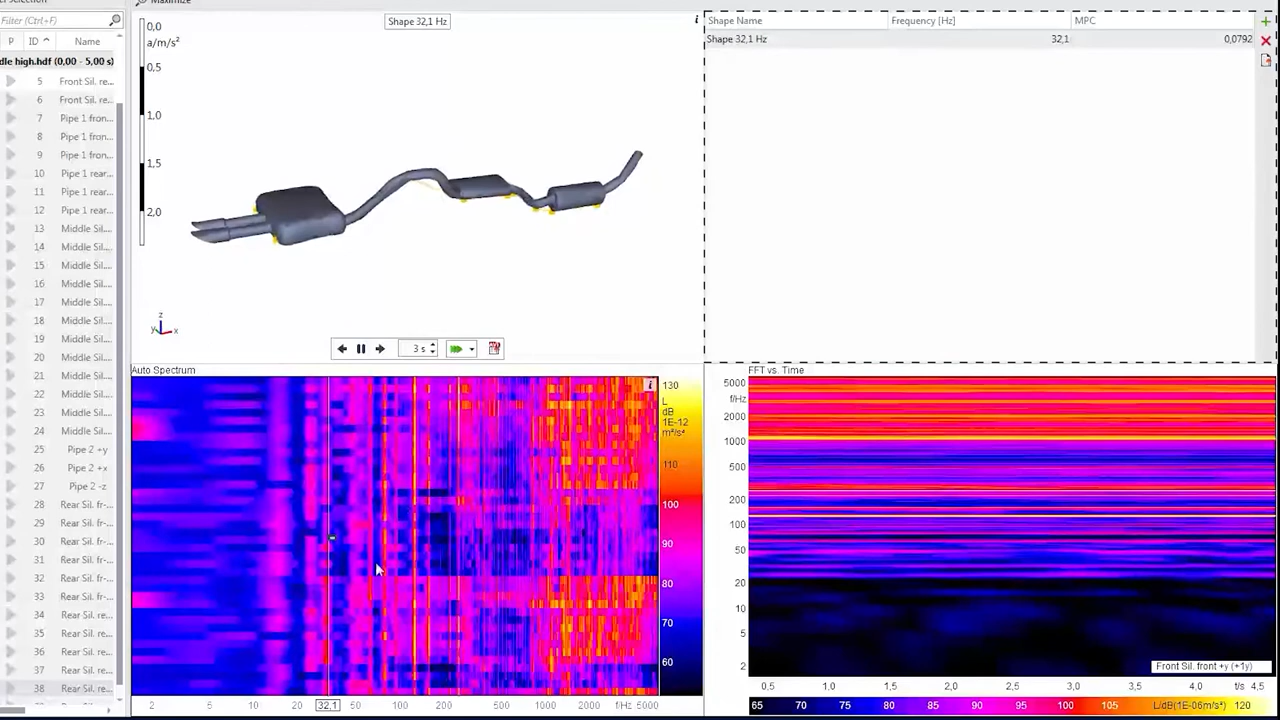 Maximize
Filter (Ctrl+F)
P ID Name
dle high.hdf (0,00 - 5,00 s)
5 Front Sil. re...
6 Front Sil. re...
7 Pipe 1 fron...
8 Pipe 1 fron...
9 Pipe 1 fron...
10 Pipe 1 rear...
11 Pipe 1 rear...
12 Pipe 1 rear...
13 Middle Sil....
14 Middle Sil....
15 Middle Sil....
16 Middle Sil....
17 Middle Sil....
18 Middle Sil....
19 Middle Sil....
20 Middle Sil....
21 Middle Sil....
22 Middle Sil....
23 Middle Sil....
24 Middle Sil....
25 Pipe 2 +y
26 Pipe 2 +x
27 Pipe 2 -z
28 Rear Sil. fr-...
29 Rear Sil. fr-...
30 Rear Sil. fr-...
31 Rear Sil. fr-...
32 Rear Sil. fr-...
33 Rear Sil. fr-...
34 Rear Sil. re...
35 Rear Sil. re...
36 Rear Sil. re...
37 Rear Sil. re...
38 Rear Sil. re...
Shape 32,1 Hz
i
0,0
a/m/s²
0,5
1,0
1,5
2,0
z
y x
3 s
Shape Name Frequency [Hz] MPC
Shape 32,1 Hz 32,1 0,0792
Auto Spectrum
i
130
L
dB
1E-12
m²/s⁴
110
100
90
80
70
60
2 5 10 20 32,1 50 100 200 500 1000 2000 f/Hz 5000
FFT vs. Time
5000
f/Hz
2000
1000
500
200
100
50
20
10
5
2
Front Sil. front +y (+1y)
0,5 1,0 1,5 2,0 2,5 3,0 3,5 4,0 t/s 4,5
65 70 75 80 85 90 95 100 105 L/dB(1E-06m/s²) 120